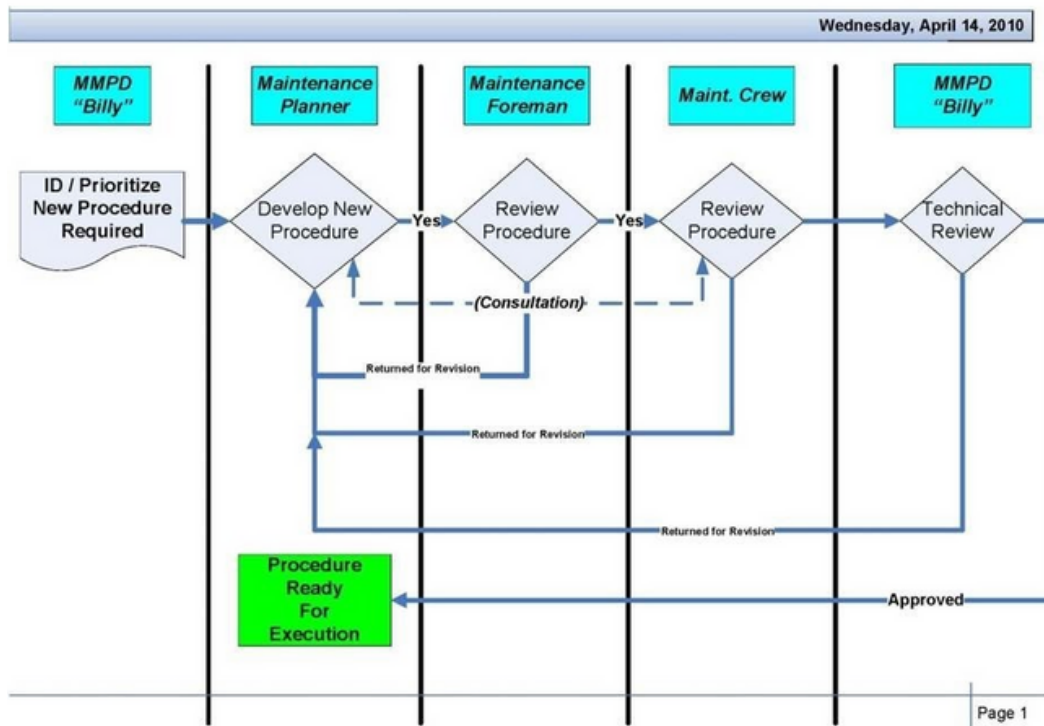 Wednesday, April 14, 2010
MMPD
“Billy”
Maintenance
Planner
Maintenance
Foreman
Maint. Crew
MMPD
“Billy”
ID / Prioritize
New Procedure
Required
Develop New
Procedure
Yes
Review
Procedure
Yes
Review
Procedure
Technical
Review
(Consultation)
Returned for Revision
Returned for Revision
Returned for Revision
Procedure
Ready
For
Execution
Approved
Page 1